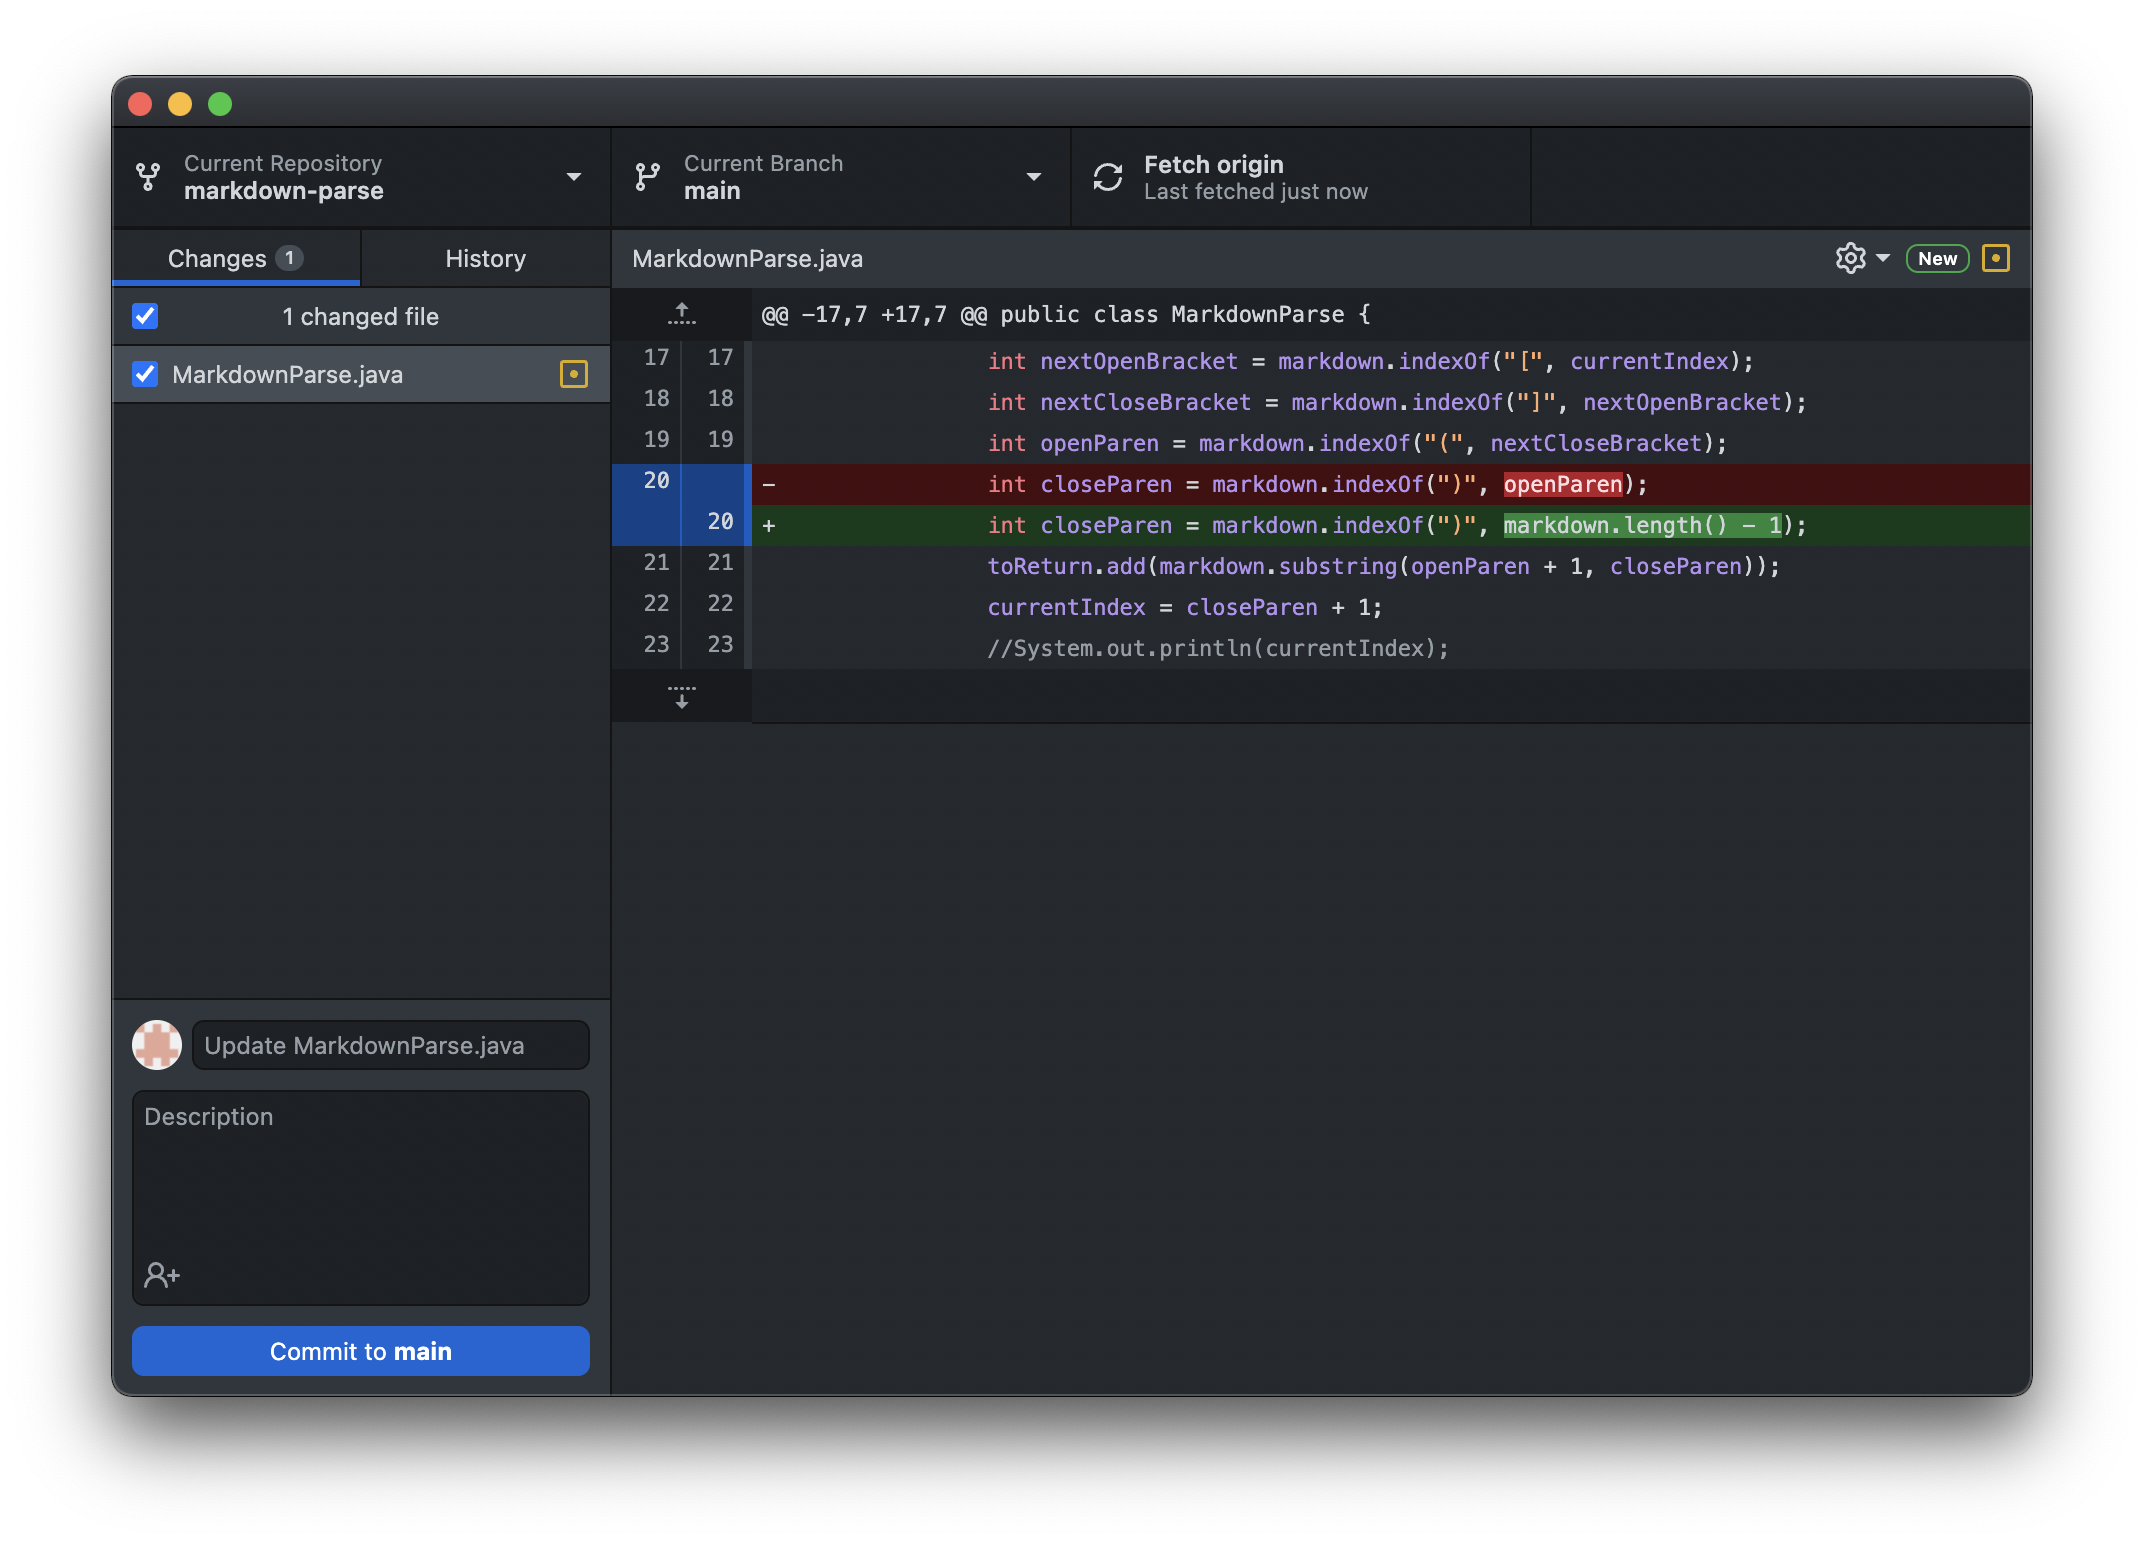 Current Repository
markdown-parse
Current Branch
main
Fetch origin
Last fetched just now
Changes 1
History
MarkdownParse.java
New
1 changed file
MarkdownParse.java
@@ -17,7 +17,7 @@ public class MarkdownParse {
17 17 int nextOpenBracket = markdown.indexOf("[", currentIndex);
18 18 int nextCloseBracket = markdown.indexOf("]", nextOpenBracket);
19 19 int openParen = markdown.indexOf("(", nextCloseBracket);
20 - int closeParen = markdown.indexOf(")", openParen);
20 + int closeParen = markdown.indexOf(")", markdown.length() - 1);
21 21 toReturn.add(markdown.substring(openParen + 1, closeParen));
22 22 currentIndex = closeParen + 1;
23 23 //System.out.println(currentIndex);
Update MarkdownParse.java
Description
Commit to main